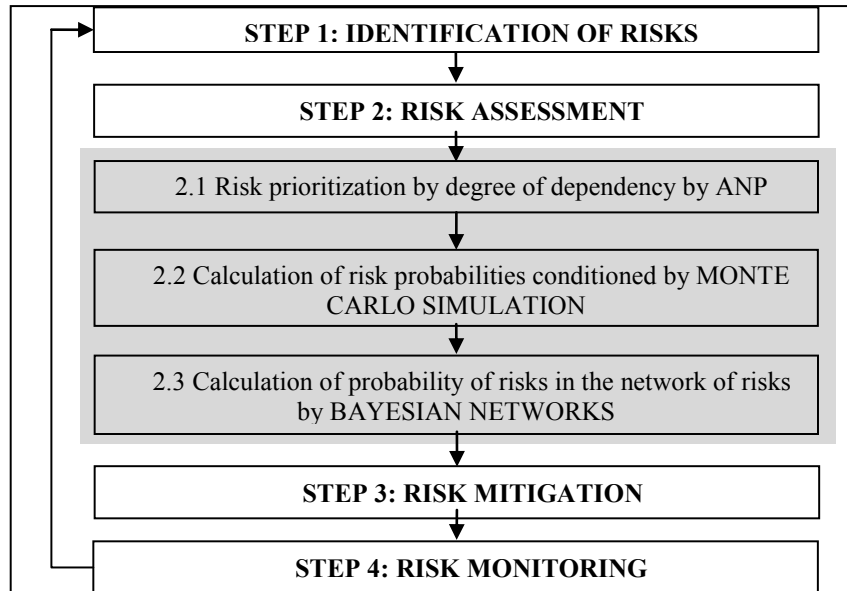 STEP 1: IDENTIFICATION OF RISKS
STEP 2: RISK ASSESSMENT
2.1 Risk prioritization by degree of dependency by ANP
2.2 Calculation of risk probabilities conditioned by MONTE
CARLO SIMULATION
2.3 Calculation of probability of risks in the network of risks
by BAYESIAN NETWORKS
STEP 3: RISK MITIGATION
STEP 4: RISK MONITORING